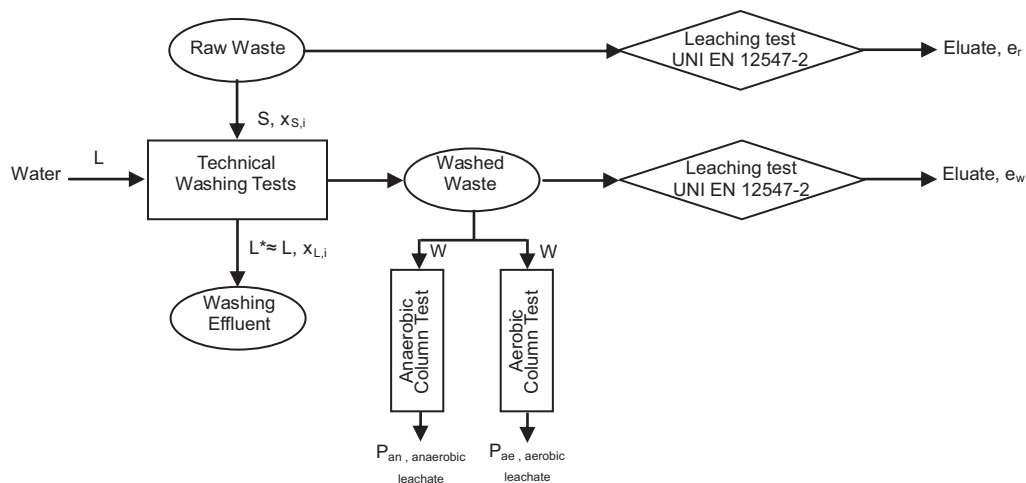 Raw Waste
Leaching test
UNI EN 12547-2
Eluate, er
S, xS,i
Water
L
Technical
Washing Tests
Washed
Waste
Leaching test
UNI EN 12547-2
Eluate, ew
L*≈ L, xL,i
W
W
Washing
Effluent
Anaerobic
Column Test
Aerobic
Column Test
Pan , anaerobic
leachate
Pae , aerobic
leachate